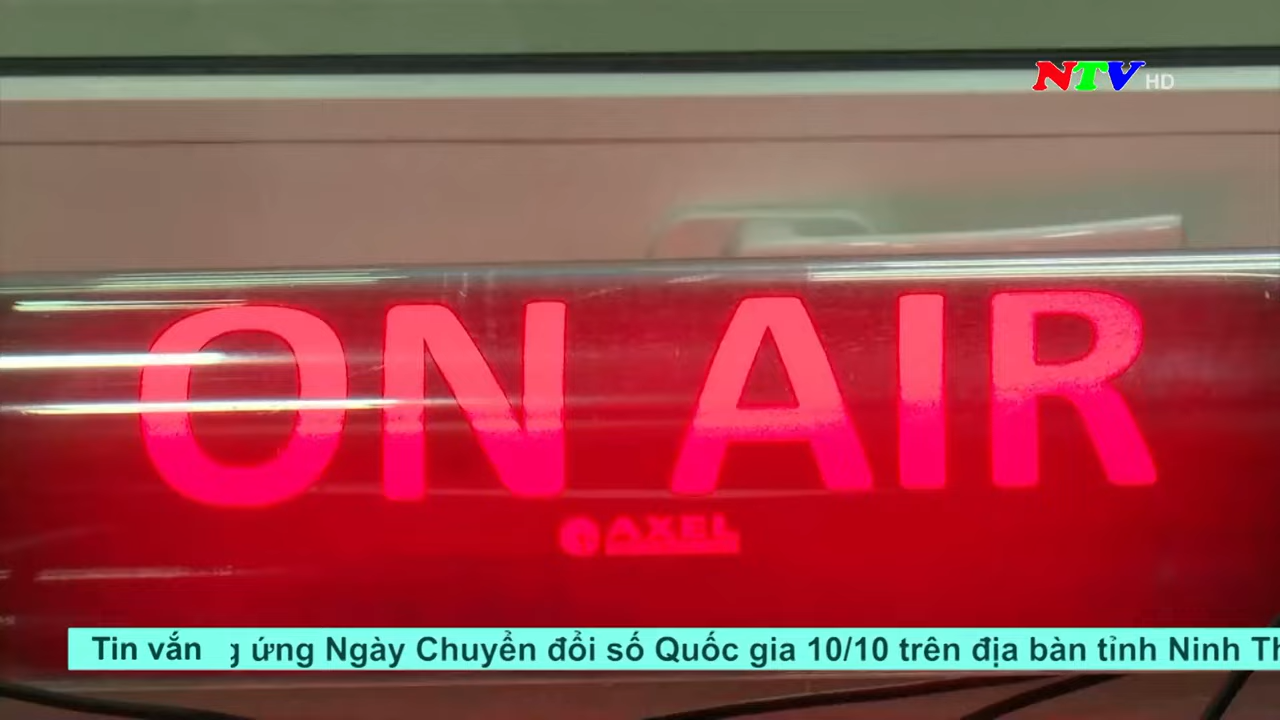 NTV HD
ON AIR
AXEL
Tin vắn ứng Ngày Chuyển đổi số Quốc gia 10/10 trên địa bàn tỉnh Ninh